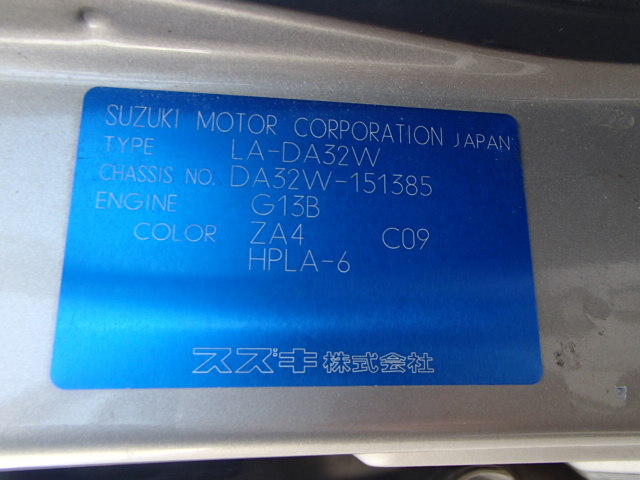 SUZUKI MOTOR CORPORATION JAPAN
TYPE LA-DA32W
CHASSIS NO. DA32W-151385
ENGINE G13B
COLOR ZA4 C09
HPLA-6
スズキ株式会社